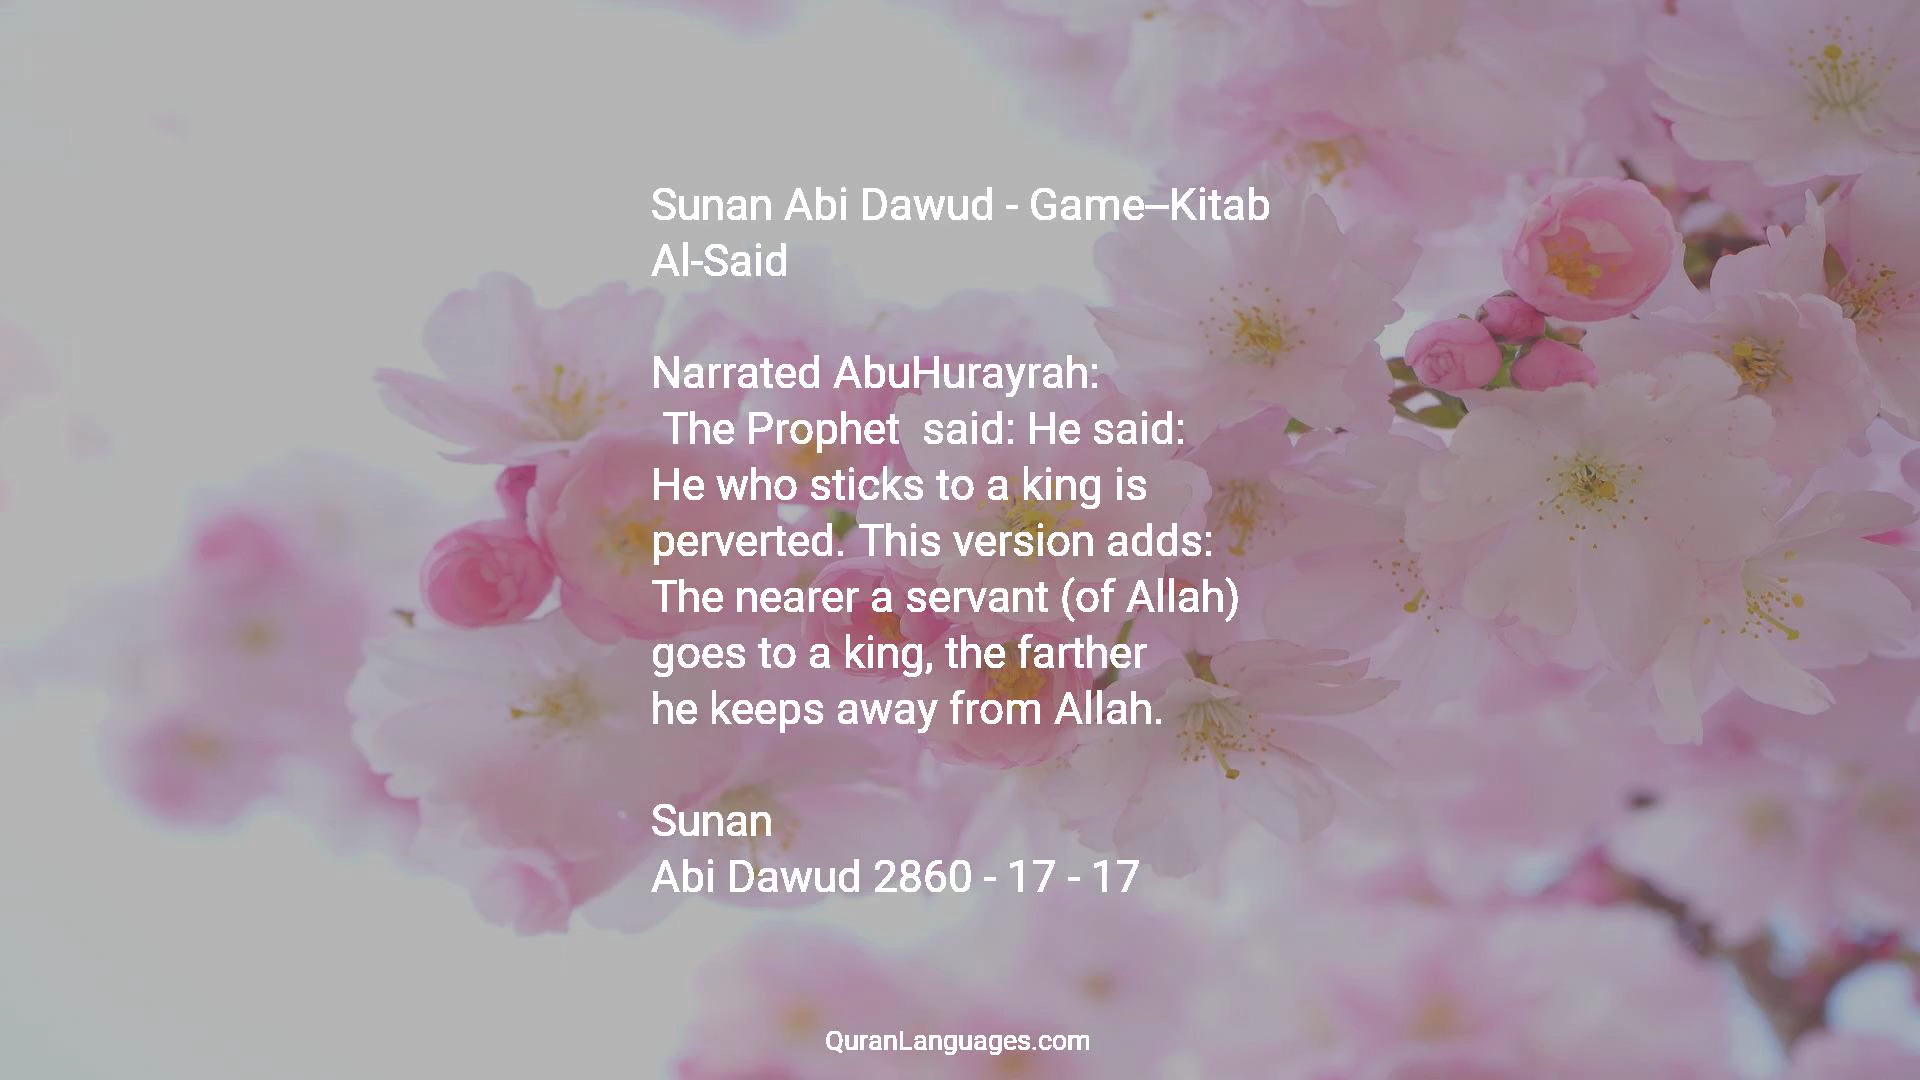 Sunan Abi Dawud - Game–Kitab
Al-Said
Narrated AbuHurayrah:
The Prophet  said: He said:
He who sticks to a king is
perverted. This version adds:
The nearer a servant (of Allah)
goes to a king, the farther
he keeps away from Allah.
Sunan
Abi Dawud 2860 - 17 - 17
QuranLanguages.com